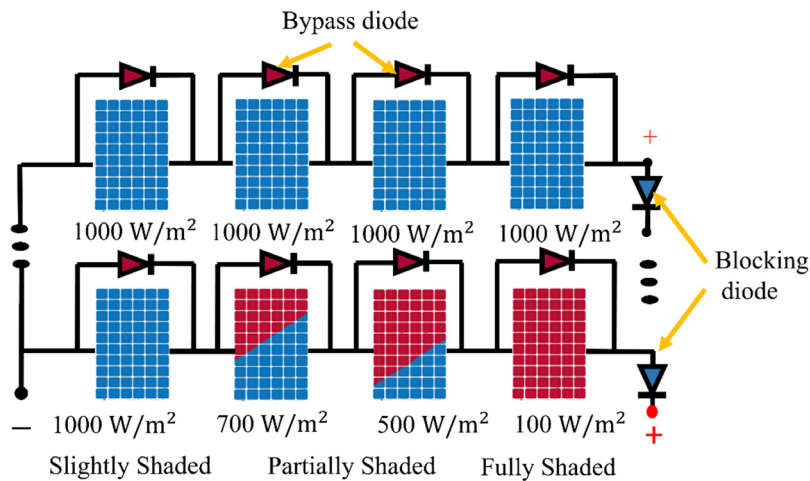 Bypass diode
+
1000 W/m²
1000 W/m²
1000 W/m²
1000 W/m²
Blocking
diode
1000 W/m²
700 W/m²
500 W/m²
100 W/m²
−
+
Slightly Shaded
Partially Shaded
Fully Shaded